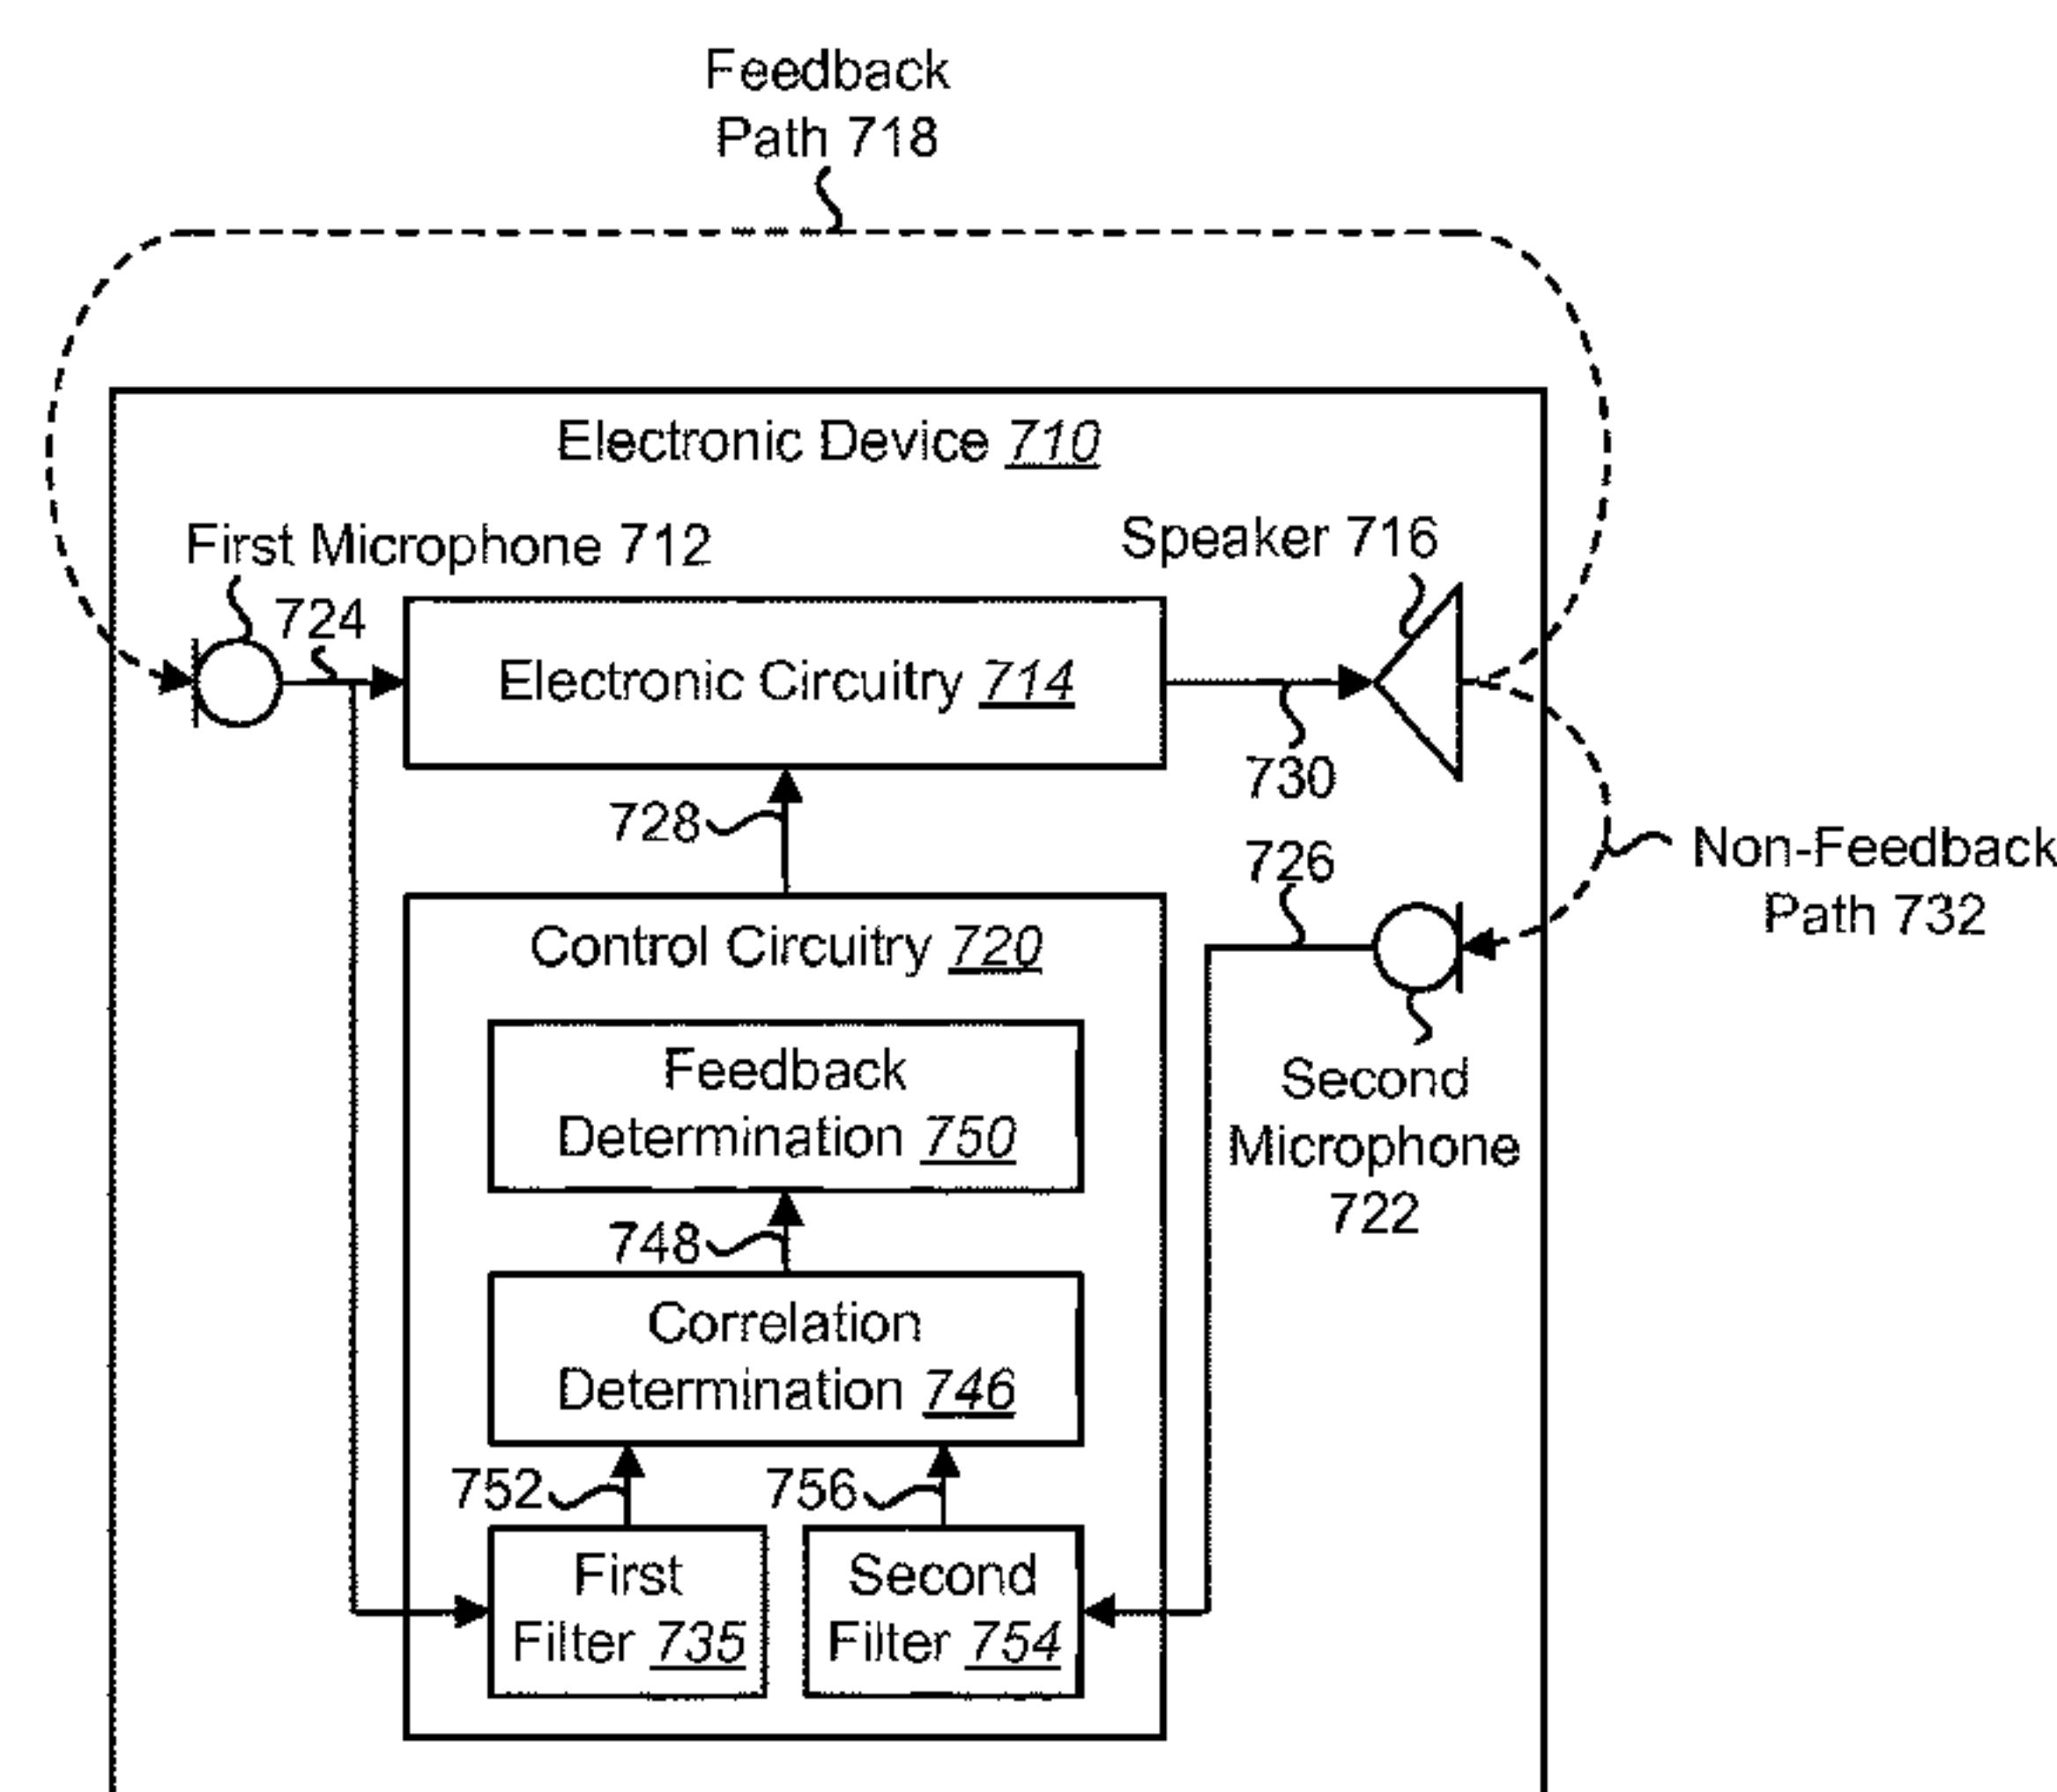 Feedback
Path 718
Electronic Device 710
First Microphone 712
Speaker 716
724
Electronic Circuitry 714
730
728
726
Non-Feedback
Path 732
Control Circuitry 720
Feedback
Determination 750
Second
Microphone
722
748
Correlation
Determination 746
752
756
First
Filter 735
Second
Filter 754